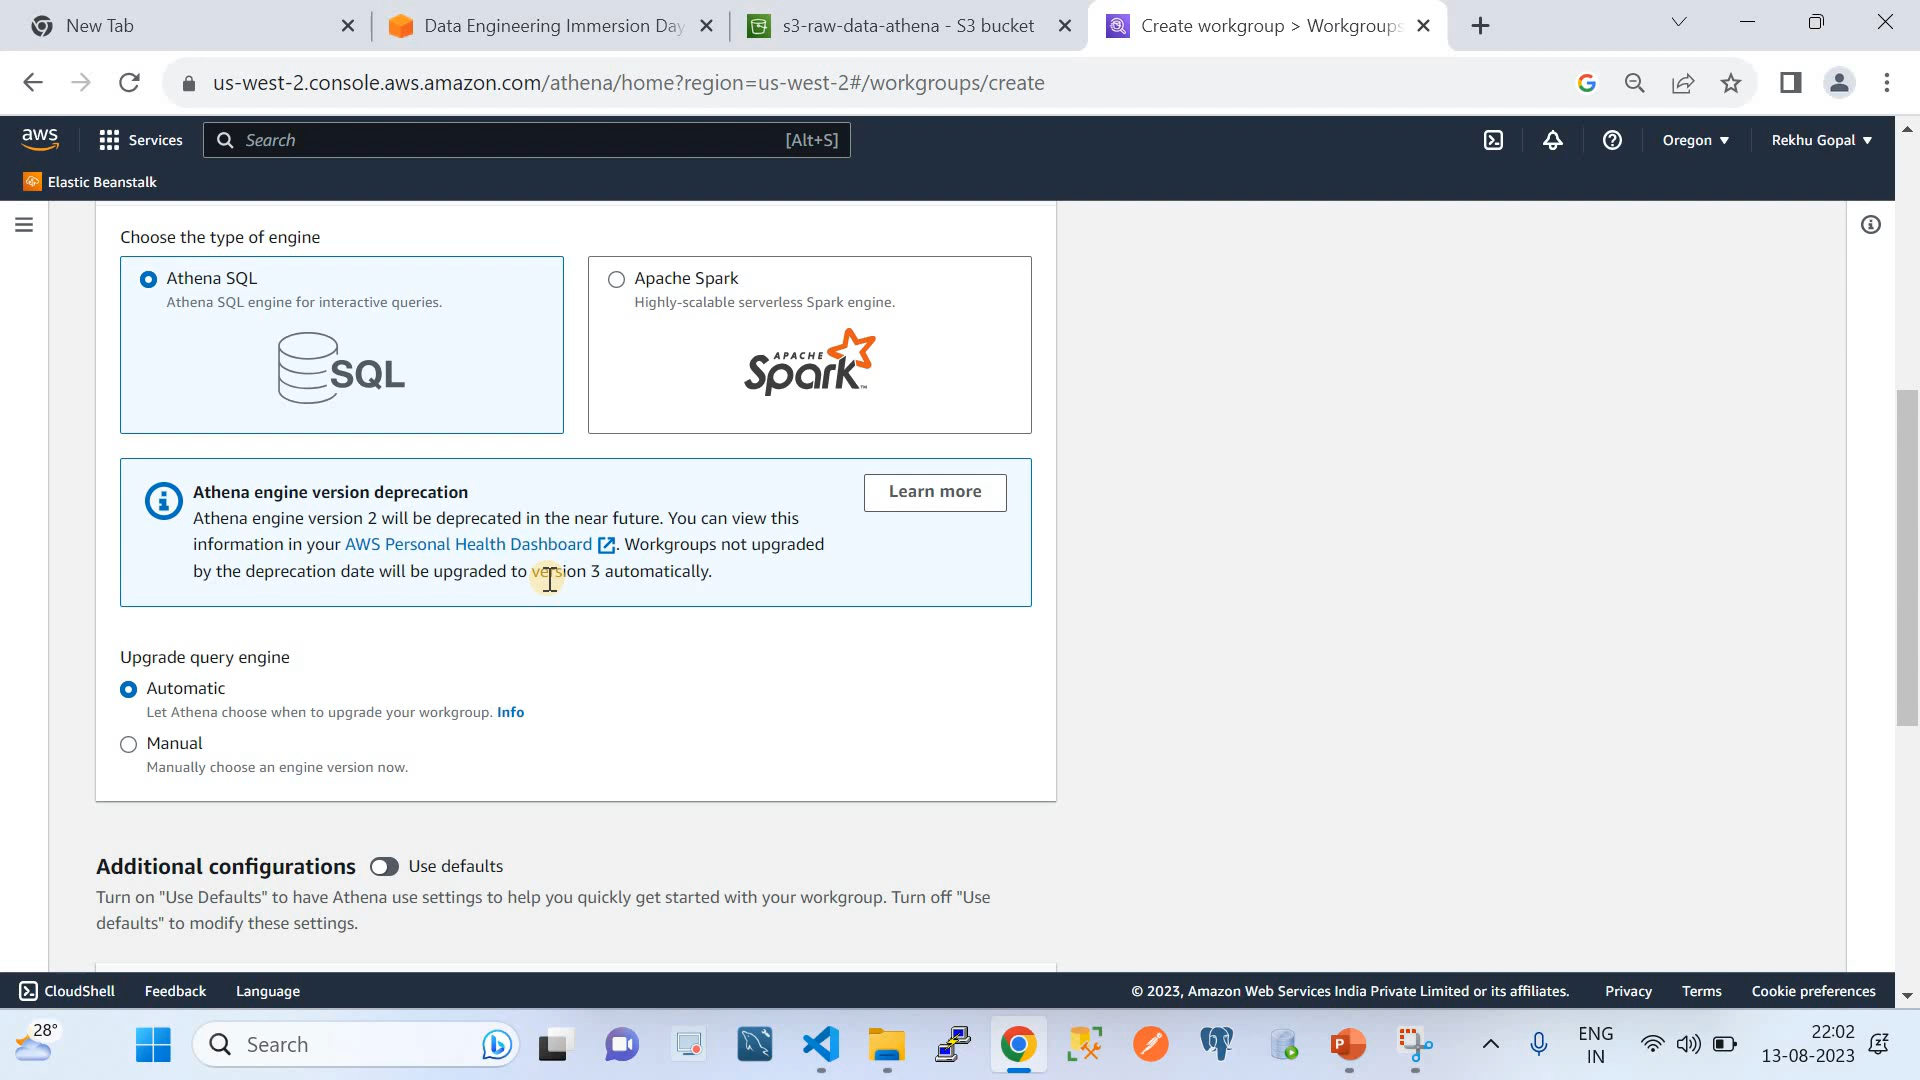 New Tab
Data Engineering Immersion Day
s3-raw-data-athena - S3 bucket
Create workgroup > Workgroups
us-west-2.console.aws.amazon.com/athena/home?region=us-west-2#/workgroups/create
aws
Services
Search
[Alt+S]
Oregon
Rekhu Gopal
Elastic Beanstalk
Choose the type of engine
Athena SQL
Athena SQL engine for interactive queries.
SQL
Apache Spark
Highly-scalable serverless Spark engine.
APACHE
Spark™
Athena engine version deprecation
Learn more
Athena engine version 2 will be deprecated in the near future. You can view this
information in your AWS Personal Health Dashboard. Workgroups not upgraded
by the deprecation date will be upgraded to version 3 automatically.
Upgrade query engine
Automatic
Let Athena choose when to upgrade your workgroup. Info
Manual
Manually choose an engine version now.
Additional configurations
Use defaults
Turn on "Use Defaults" to have Athena use settings to help you quickly get started with your workgroup. Turn off "Use
defaults" to modify these settings.
CloudShell
Feedback
Language
© 2023, Amazon Web Services India Private Limited or its affiliates.
Privacy
Terms
Cookie preferences
28°
Search
ENG
IN
22:02
13-08-2023